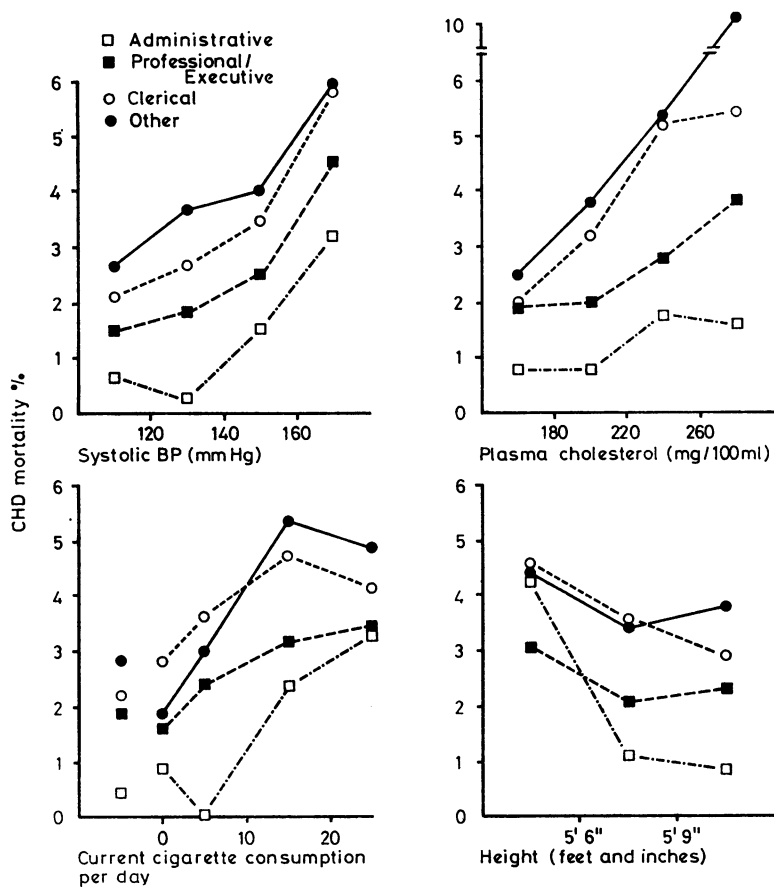 Administrative
Professional/
Executive
Clerical
Other
CHD mortality %
6
5
4
3
2
1
0
120 140 160
Systolic BP (mmHg)
10
6
5
4
3
2
1
0
180 220 260
Plasma cholesterol (mg/100ml)
6
5
4
3
2
1
0
0 10 20
Current cigarette consumption
per day
6
5
4
3
2
1
0
5' 6" 5' 9"
Height (feet and inches)